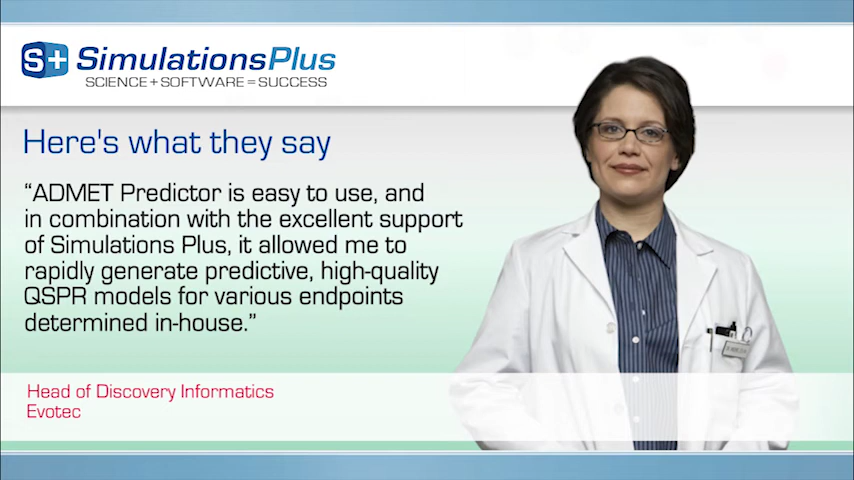 S+ SimulationsPlus
SCIENCE+SOFTWARE=SUCCESS
Here's what they say
“ADMET Predictor is easy to use, and
in combination with the excellent support
of Simulations Plus, it allowed me to
rapidly generate predictive, high-quality
QSPR models for various endpoints
determined in-house.”
Head of Discovery Informatics
Evotec